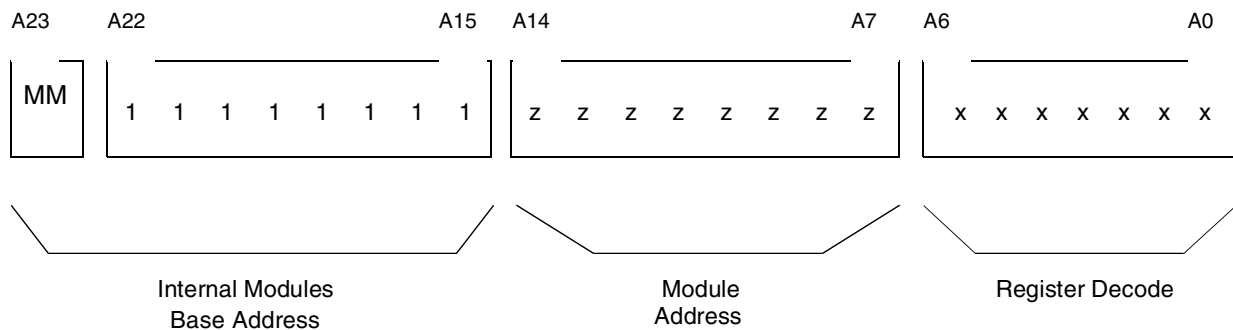 A23 A22 A15 A14 A7 A6 A0
MM 1 1 1 1 1 1 1 1 z z z z z z z z x x x x x x x
Internal Modules
Base Address
Module
Address
Register Decode